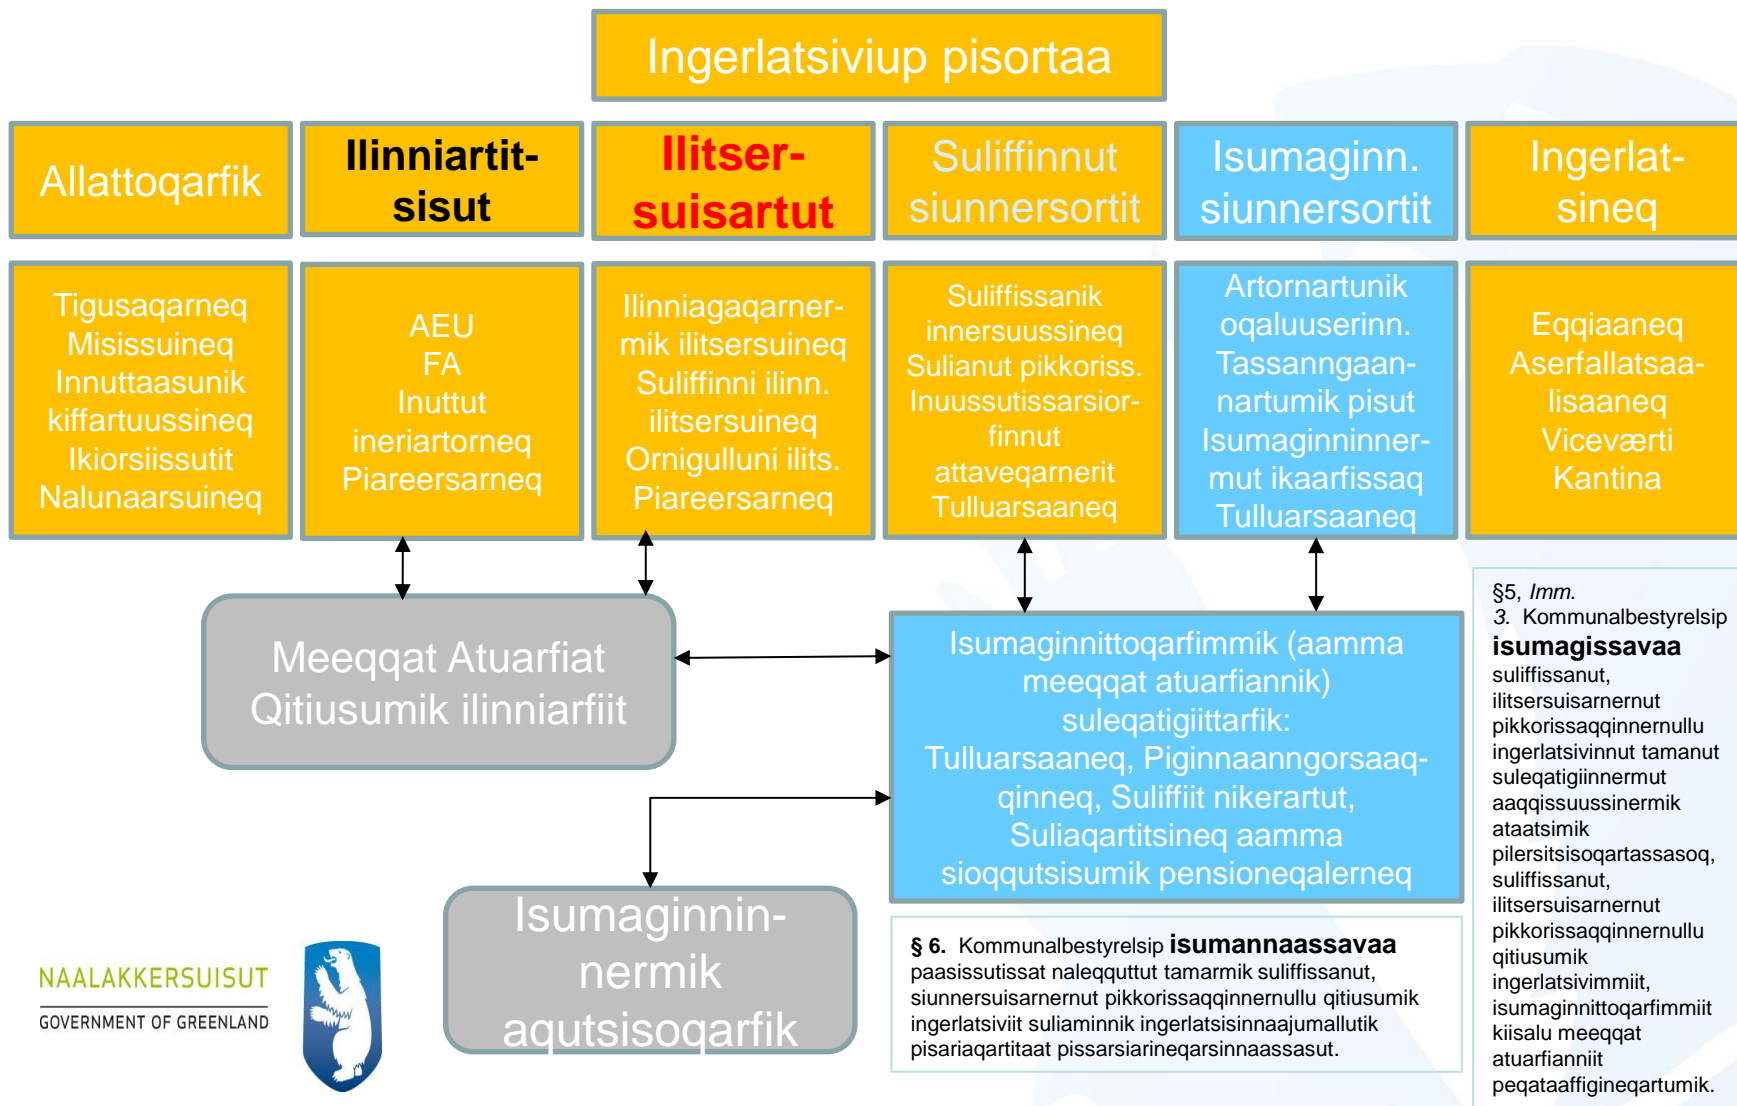 Ingerlatsiviup pisortaa
Allattoqarfik
Ilinniartit-
sisut
Ilitser-
suisartut
Suliffinnut
siunnersortit
Isumaginn.
siunnersortit
Ingerlat-
sineq
Tigusaqarneq
Misissuineq
Innuttaasunik
kiffartuussineq
Ikiorsiissutit
Nalunaarsuineq
AEU
FA
Inuttut
ineriartorneq
Piareersarneq
Ilinniagaqarner-
mik ilitsersuineq
Suliffinni ilinn.
ilitsersuineq
Ornigulluni ilits.
Piareersarneq
Suliffissanik
innersuussineq
Sulianut pikkoriss.
Inuussutissarsior-
finnut
attaveqarnerit
Tulluarsaaneq
Artornartunik
oqaluuserinn.
Tassanngaan-
nartumik pisut
Isumaginninner-
mut ikaarfissaq
Tulluarsaaneq
Eqqiaaneq
Aserfallatsaa-
lisaaneq
Viceværti
Kantina
Meeqqat Atuarfiat
Qitiusumik ilinniarfiit
Isumaginnittoqarfimmik (aamma
meeqqat atuarfiannik)
suleqatigiittarfik:
Tulluarsaaneq, Piginnaanngorsaaq-
qinneq, Suliffiit nikerartut,
Suliaqartitsineq aamma
sioqqutsisumik pensioneqalerneq
Isumaginnin-
nermik
aqutsisoqarfik
§5, Imm.
3. Kommunalbestyrelsip
isumagissavaa
suliffissanut,
ilitsersuisarnernut
pikkorissaqqinnernullu
ingerlatsivinnut tamanut
suleqatigiinnermut
aaqqissuussinermik
ataatsimik
pilersitsisoqartassasoq,
suliffissanut,
ilitsersuisarnernut
pikkorissaqqinnernullu
qitiusumik
ingerlatsivimmiit,
isumaginnittoqarfimmiit
kiisalu meeqqat
atuarfianniit
peqataaffigineqartumik.
§ 6. Kommunalbestyrelsip isumannaassavaa
paasissutissat naleqquttut tamarmik suliffissanut,
siunnersuisarnernut pikkorissaqqinnernullu qitiusumik
ingerlatsiviit suliaminnik ingerlatsisinnaajumallutik
pisariaqartitaat pissarsiarineqarsinnaassasut.
NAALAKKERSUISUT
GOVERNMENT OF GREENLAND